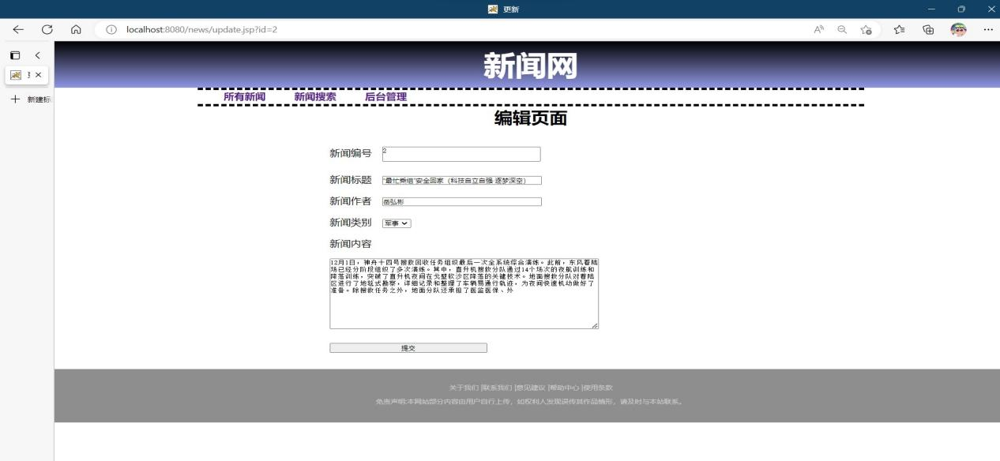 更新
localhost:8080/news/update.jsp?id=2
新建标
新闻网
所有新闻 新闻搜索 后台管理
编辑页面
新闻编号 2
新闻标题 "最忙乘组"安全回家（科技自立自强 逐梦深空）
新闻作者 岳弘彬
新闻类别 军事
新闻内容
12月1日，神舟十四号搜救回收任务组织最后一次全系统综合演练。此前，东风着陆
场已经分阶段组织了多次演练。其中，直升机搜救分队通过14个场次的夜航训练和
降落训练，突破了直升机夜间在戈壁软沙区降落的关键技术。地面搜救分队对着陆
区进行了地毯式勘察，详细记录和整理了车辆易通行轨迹，为夜间快速机动做好了
准备。除搜救任务之外，地面分队还承担了医监医保、外
提交
关于我们 |联系我们 |意见建议 |帮助中心 |使用条款
免责声明:本网站部分内容由用户自行上传，如权利人发现误传其作品情形，请及时与本站联系。